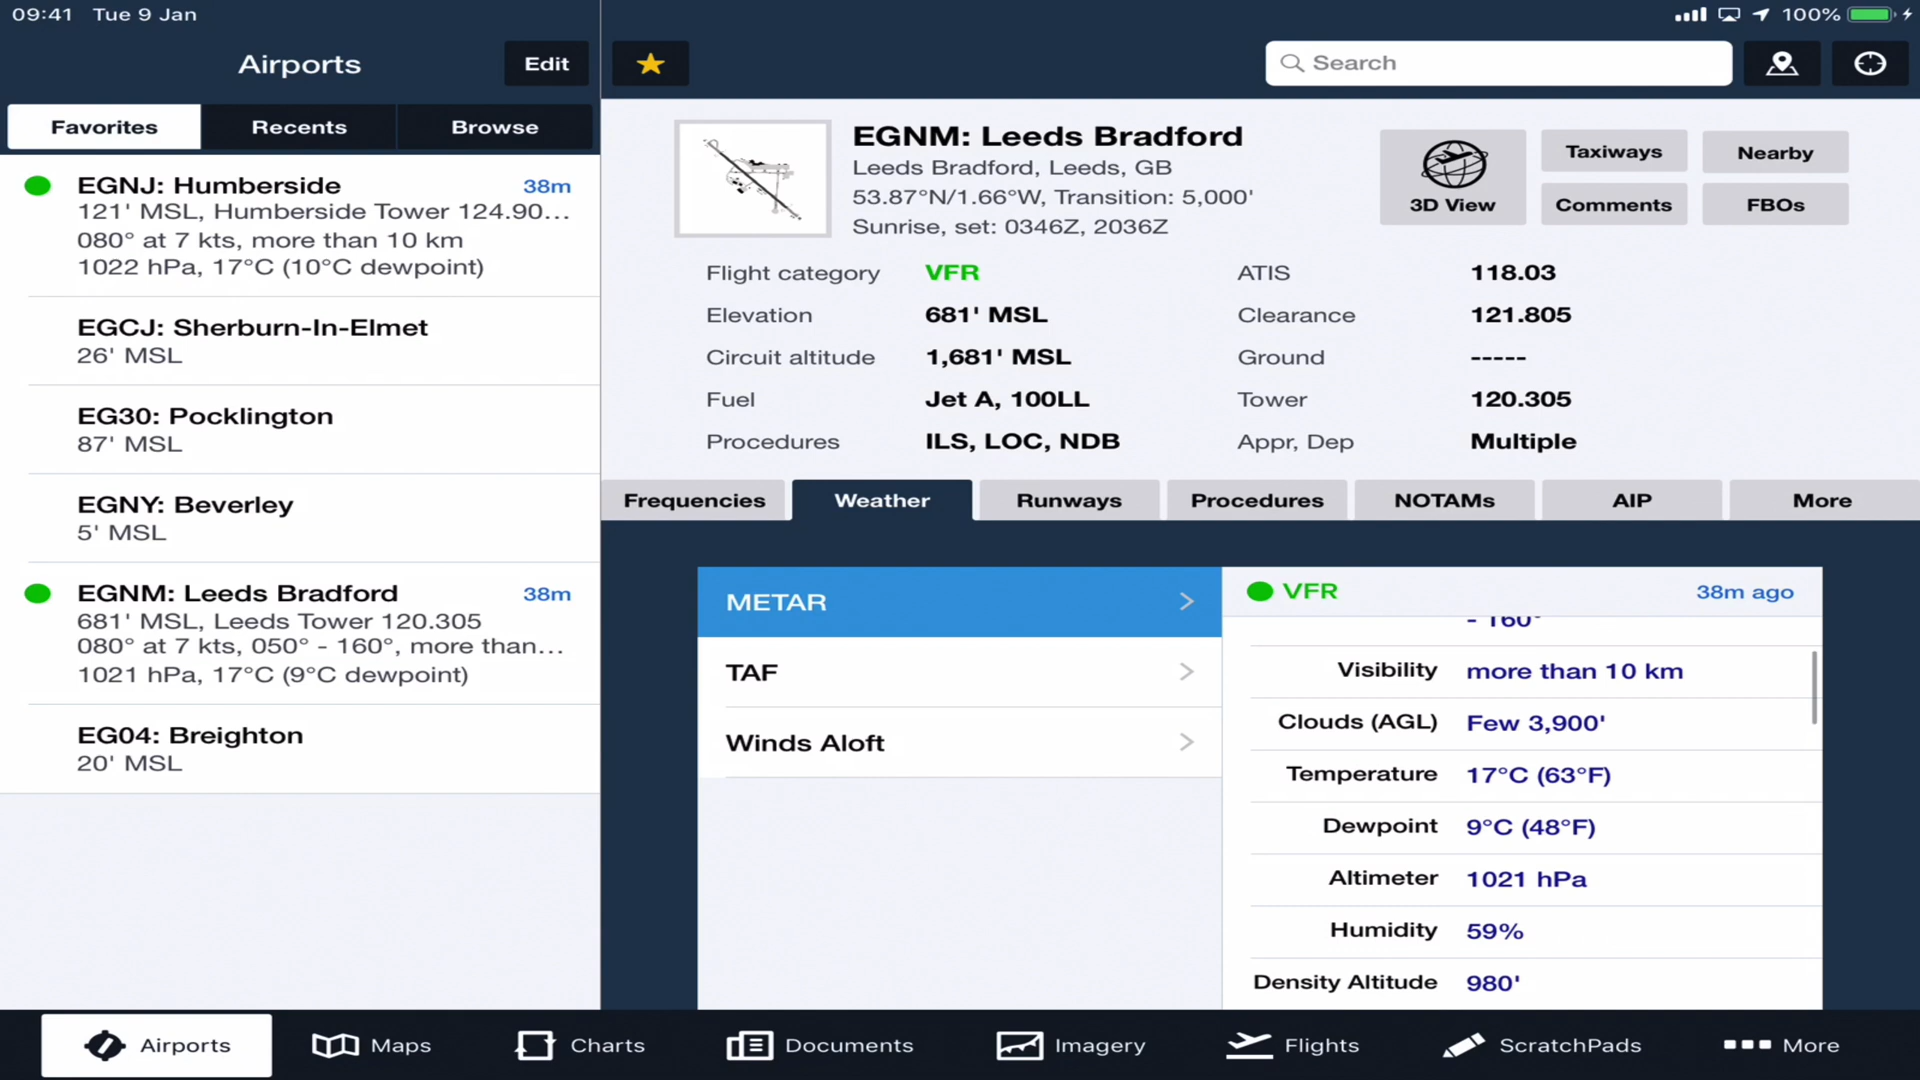 09:41 Tue 9 Jan
100%
Airports
Edit
Search
Favorites
Recents
Browse
EGNJ: Humberside
38m
121' MSL, Humberside Tower 124.90...
080° at 7 kts, more than 10 km
1022 hPa, 17°C (10°C dewpoint)
EGCJ: Sherburn-In-Elmet
26' MSL
EG30: Pocklington
87' MSL
EGNY: Beverley
5' MSL
EGNM: Leeds Bradford
38m
681' MSL, Leeds Tower 120.305
080° at 7 kts, 050° - 160°, more than...
1021 hPa, 17°C (9°C dewpoint)
EG04: Breighton
20' MSL
EGNM: Leeds Bradford
Leeds Bradford, Leeds, GB
53.87°N/1.66°W, Transition: 5,000'
Sunrise, set: 0346Z, 2036Z
3D View
Taxiways
Nearby
Comments
FBOs
Flight category VFR
ATIS 118.03
Elevation 681' MSL
Clearance 121.805
Circuit altitude 1,681' MSL
Ground -----
Fuel Jet A, 100LL
Tower 120.305
Procedures ILS, LOC, NDB
Appr, Dep Multiple
Frequencies
Weather
Runways
Procedures
NOTAMs
AIP
More
METAR
TAF
Winds Aloft
VFR
38m ago
- 160°
Visibility more than 10 km
Clouds (AGL) Few 3,900'
Temperature 17°C (63°F)
Dewpoint 9°C (48°F)
Altimeter 1021 hPa
Humidity 59%
Density Altitude 980'
Airports
Maps
Charts
Documents
Imagery
Flights
ScratchPads
More